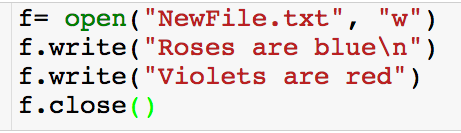 f= open("NewFile.txt", "w")
f.write("Roses are blue\n")
f.write("Violets are red")
f.close()